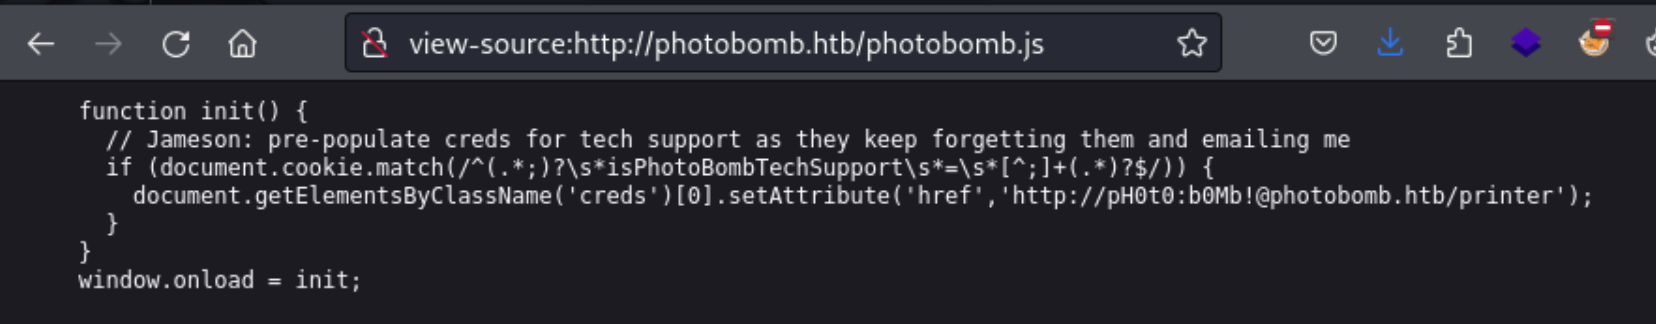 view-source:http://photobomb.htb/photobomb.js
function init() {
// Jameson: pre-populate creds for tech support as they keep forgetting them and emailing me
if (document.cookie.match(/^(.*;)?\s*isPhotoBombTechSupport\s*=\s*[^;]+(.*)?$/)) {
document.getElementsByClassName('creds')[0].setAttribute('href','http://pH0t0:b0Mb!@photobomb.htb/printer');
}
}
window.onload = init;